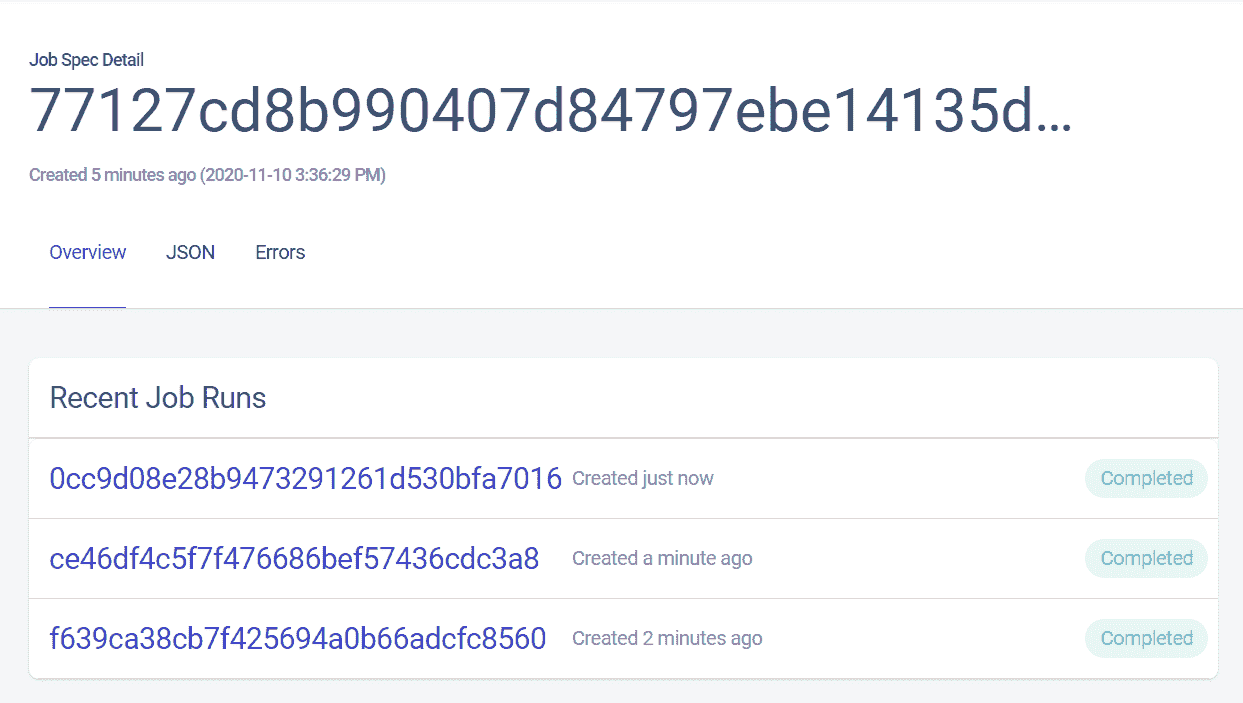 Job Spec Detail
77127cd8b990407d84797ebe14135d...
Created 5 minutes ago (2020-11-10 3:36:29 PM)
Overview JSON Errors
Recent Job Runs
0cc9d08e28b9473291261d530bfa7016 Created just now Completed
ce46df4c5f7f476686bef57436cdc3a8 Created a minute ago Completed
f639ca38cb7f425694a0b66adcfc8560 Created 2 minutes ago Completed